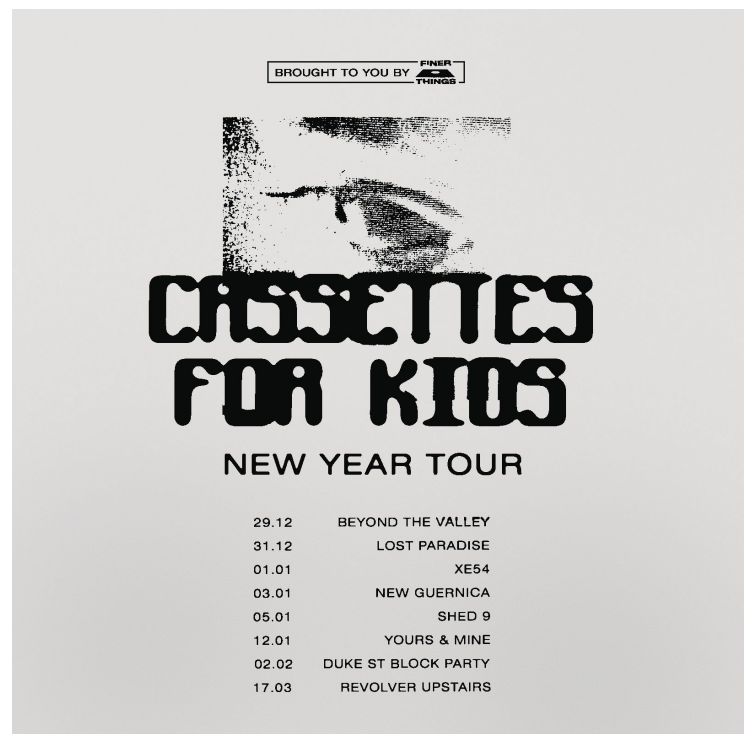 BROUGHT TO YOU BY FINER THINGS
CASSETTES
FOR KIDS
NEW YEAR TOUR
29.12 BEYOND THE VALLEY
31.12 LOST PARADISE
01.01 XE54
03.01 NEW GUERNICA
05.01 SHED 9
12.01 YOURS & MINE
02.02 DUKE ST BLOCK PARTY
17.03 REVOLVER UPSTAIRS